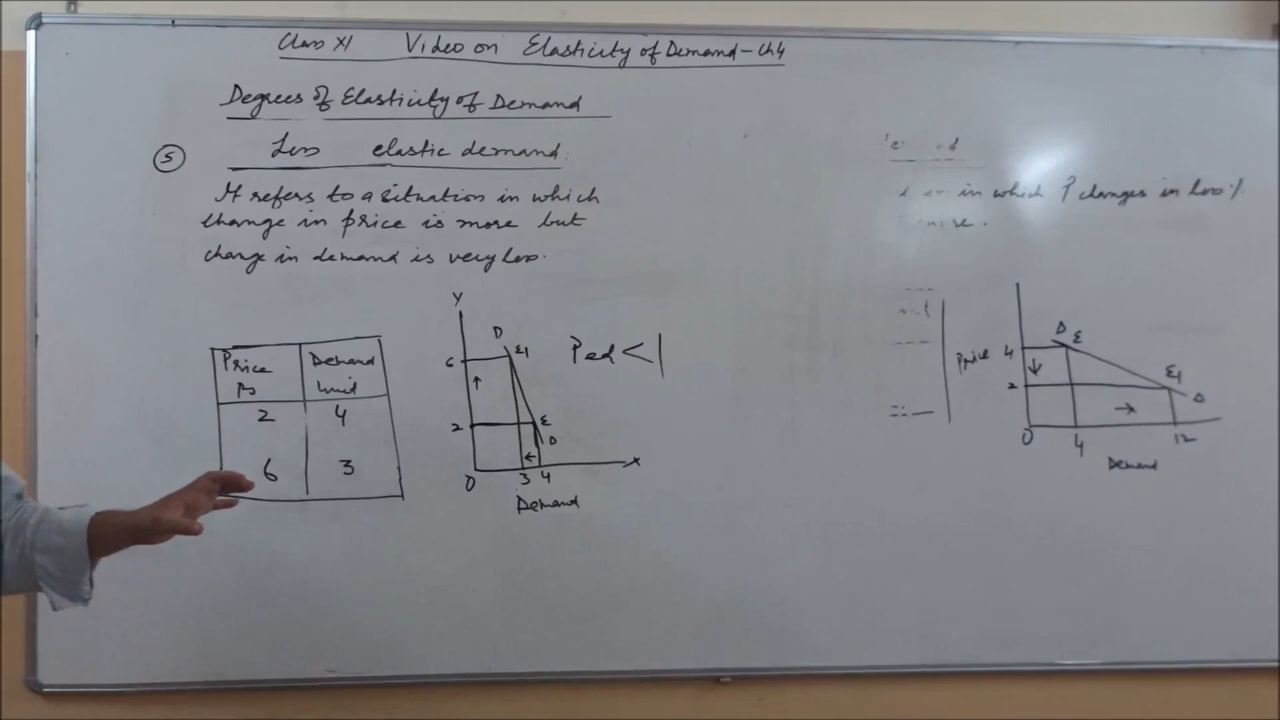 Class XI Video on Elasticity of Demand - Ch4
Degrees of Elasticity of Demand
5 Less elastic demand.
It refers to a situation in which
change in price is more but
change in demand is very less.
Price Demand
Rs Unit
2 4
6 3
Y
D
E1
6
2
E
D
0 3 4 X
Demand
Ped < 1
in which P changes in less %
Price
D E
4
2
E1
D
0 4 12
Demand